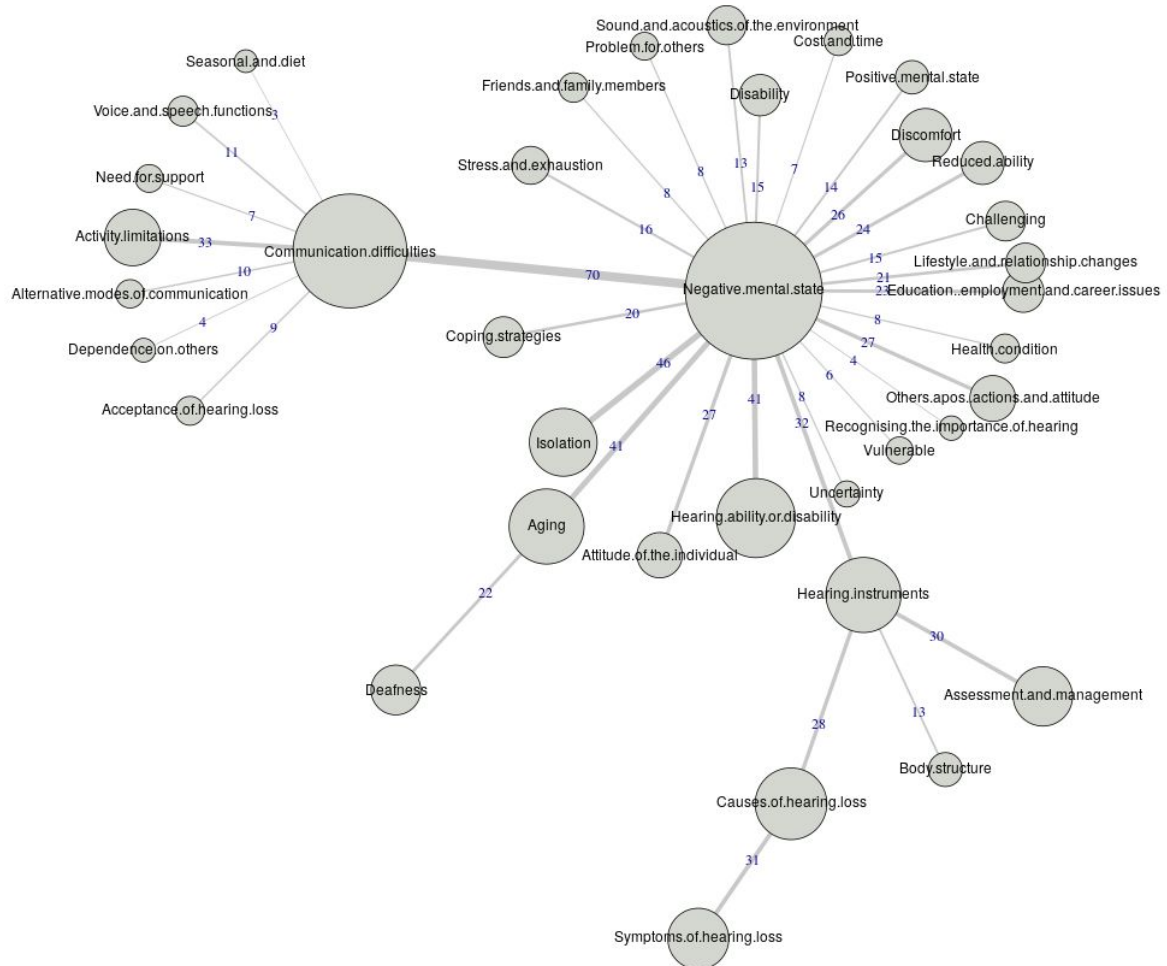 Sound.and.acoustics.of.the.environment
Problem.for.others
Cost.and.time
Seasonal.and.diet
Positive.mental.state
Friends.and.family.members
Disability
Voice.and.speech.functions
3
Discomfort
11
Stress.and.exhaustion
8
13
7
Reduced.ability
Need.for.support
8
15
14
7
26
Challenging
Activity.limitations
33
16
24
Communication.difficulties
15
Lifestyle.and.relationship.changes
10
70
21
Alternative.modes.of.communication
Negative.mental.state
23
Education..employment.and.career.issues
4
20
8
9
Coping.strategies
27
Health.condition
Dependence.on.others
46
4
6
Acceptance.of.hearing.loss
27
41
8
Others.apos..actions.and.attitude
32
Recognising.the.importance.of.hearing
Isolation
41
Vulnerable
Uncertainty
Aging
Hearing.ability.or.disability
Attitude.of.the.individual
22
Hearing.instruments
30
Deafness
Assessment.and.management
13
28
Body.structure
Causes.of.hearing.loss
31
Symptoms.of.hearing.loss